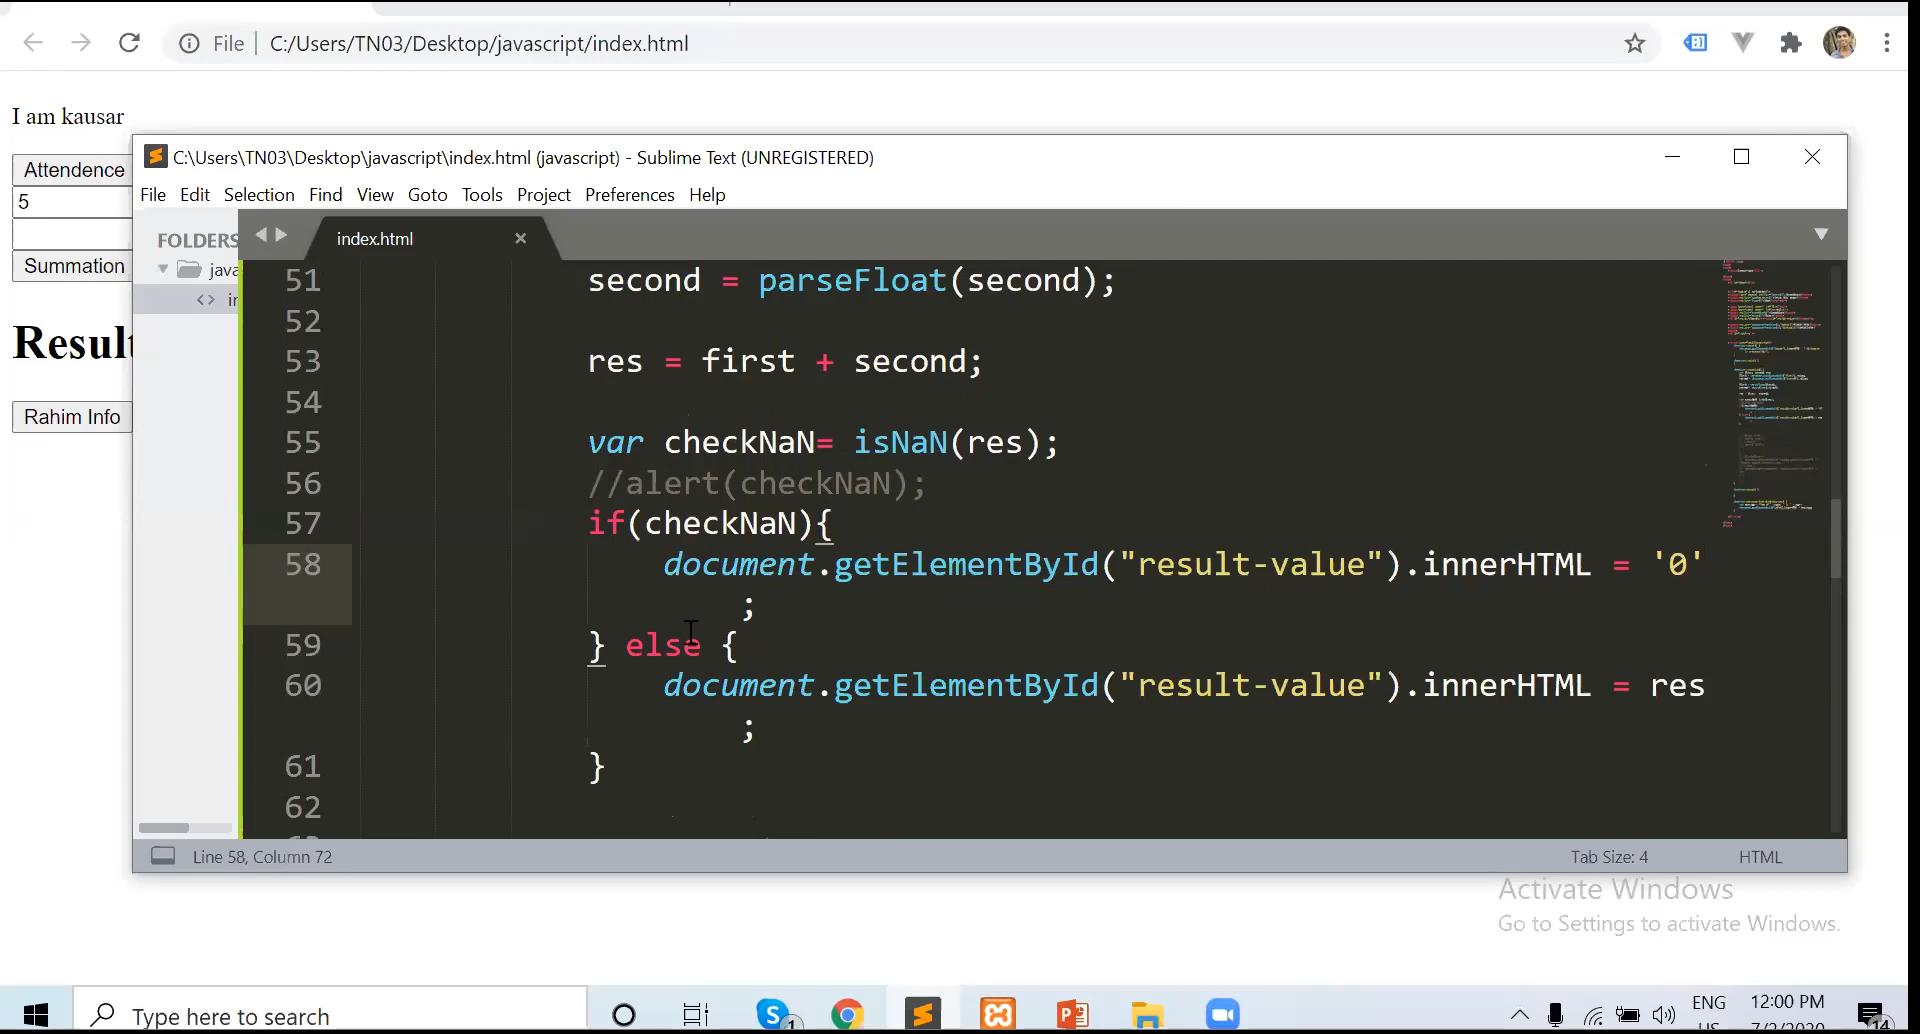 File C:/Users/TN03/Desktop/javascript/index.html
I am kausar
Attendence
5
Summation
Result
Rahim Info
C:\Users\TN03\Desktop\javascript\index.html (javascript) - Sublime Text (UNREGISTERED)
File Edit Selection Find View Goto Tools Project Preferences Help
FOLDERS
java
in
index.html
51 second = parseFloat(second);
52
53 res = first + second;
54
55 var checkNaN= isNaN(res);
56 //alert(checkNaN);
57 if(checkNaN){
58 document.getElementById("result-value").innerHTML = '0'
;
59 } else {
60 document.getElementById("result-value").innerHTML = res
;
61 }
62
Line 58, Column 72
Tab Size: 4 HTML
Activate Windows
Go to Settings to activate Windows.
Type here to search
ENG
12:00 PM